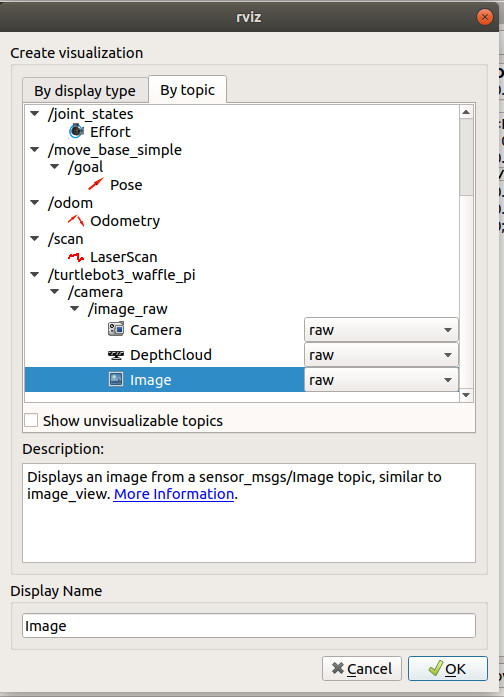 rviz
Create visualization
By display type
By topic
/joint_states
Effort
/move_base_simple
/goal
Pose
/odom
Odometry
/scan
LaserScan
/turtlebot3_waffle_pi
/camera
/image_raw
Camera raw
DepthCloud raw
Image raw
Show unvisualizable topics
Description:
Displays an image from a sensor_msgs/Image topic, similar to
image_view. More Information.
Display Name
Image
Cancel
OK